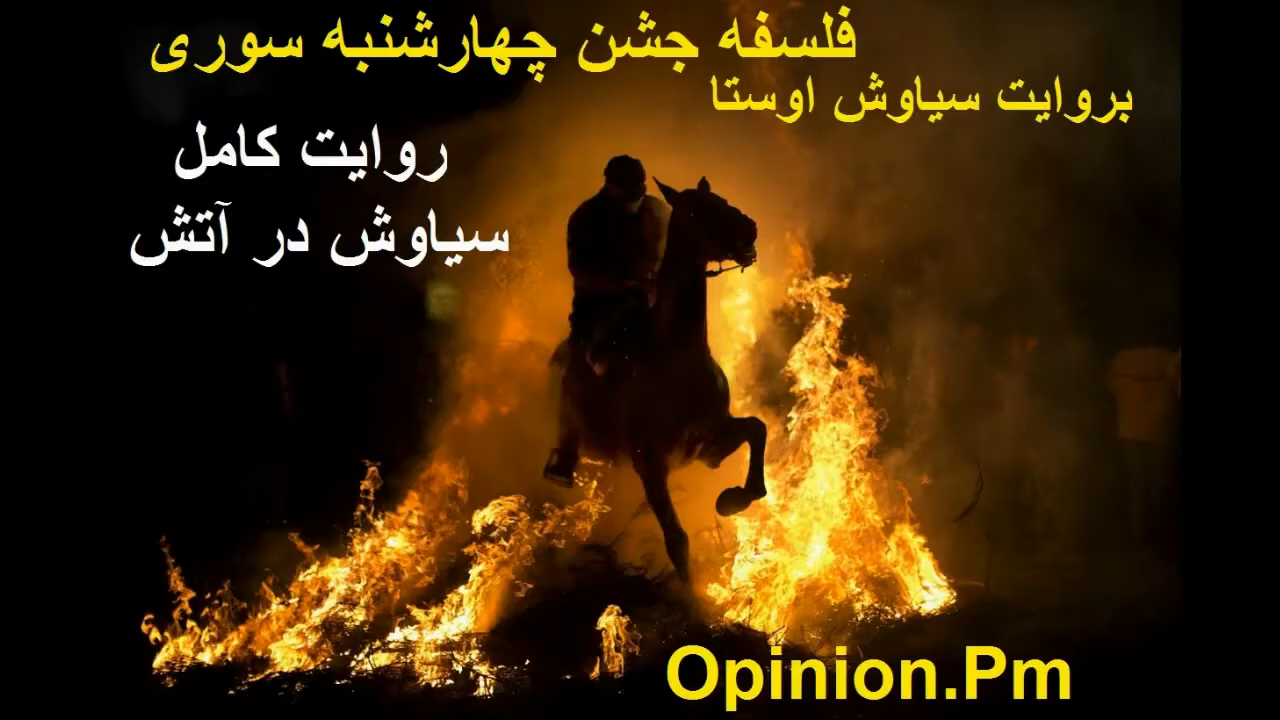 فلسفه جشن چهارشنبه سوری
بروایت سیاوش اوستا
روایت کامل
سیاوش در آتش
Opinion.Pm